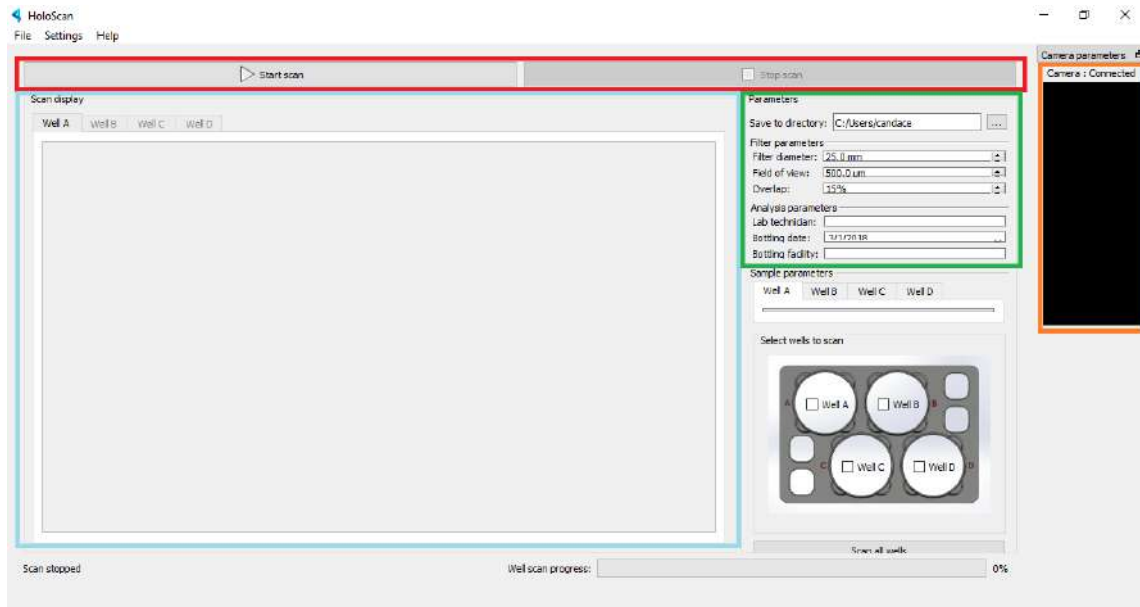 HoloScan
File Settings Help
Start scan
Stop scan
Camera parameters
Camera : Connected
Scan display
Well A Well B Well C Well D
Parameters
Save to directory: C:/Users/candace ...
Filter parameters
Filter diameter: 25.0 mm
Field of view: 500.0 um
Overlap: 15%
Analysis parameters
Lab technician:
Bottling date: 3/1/2018
Bottling facility:
Sample parameters
Well A Well B Well C Well D
Select wells to scan
A Well A Well B B
C Well C Well D D
Scan all wells
Scan stopped
Well scan progress: 0%